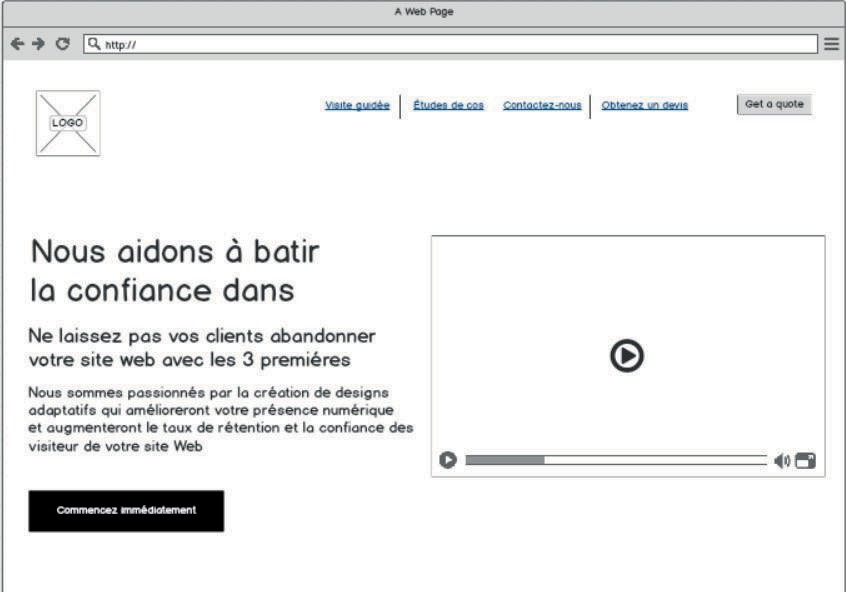 A Web Page
http://
LOGO
Visite guidée
Études de cos
Contactez-nous
Obtenez un devis
Get a quote
Nous aidons à batir
la confiance dans
Ne laissez pas vos clients abandonner
votre site web avec les 3 premiéres
Nous sommes passionnés par la création de designs
adaptatifs qui amélioreront votre présence numérique
et augmenteront le taux de rétention et la confiance des
visiteur de votre site Web
Commencez immédiatement